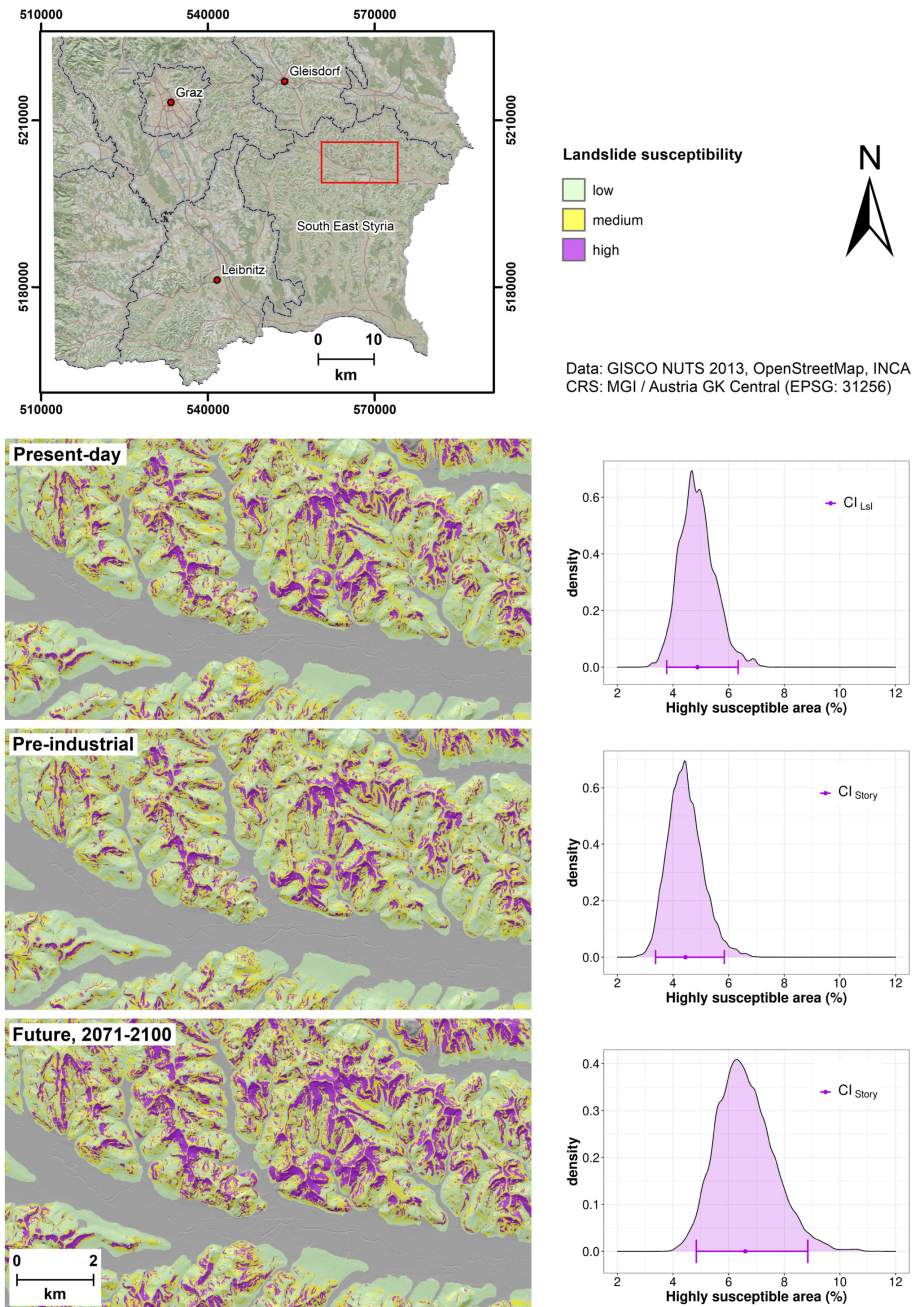 510000 540000 570000
Gleisdorf
Graz
5210000 5210000
South East Styria
Leibnitz
5180000 5180000
0 10
km
510000 540000 570000
Landslide susceptibility
low
medium
high
N
Data: GISCO NUTS 2013, OpenStreetMap, INCA
CRS: MGI / Austria GK Central (EPSG: 31256)
Present-day
density
0.6
0.4
0.2
0.0
CI Lsl
2 4 6 8 10 12
Highly susceptible area (%)
Pre-industrial
density
0.6
0.4
0.2
0.0
CI Story
2 4 6 8 10 12
Highly susceptible area (%)
Future, 2071-2100
0 2
km
density
0.4
0.3
0.2
0.1
0.0
CI Story
2 4 6 8 10 12
Highly susceptible area (%)